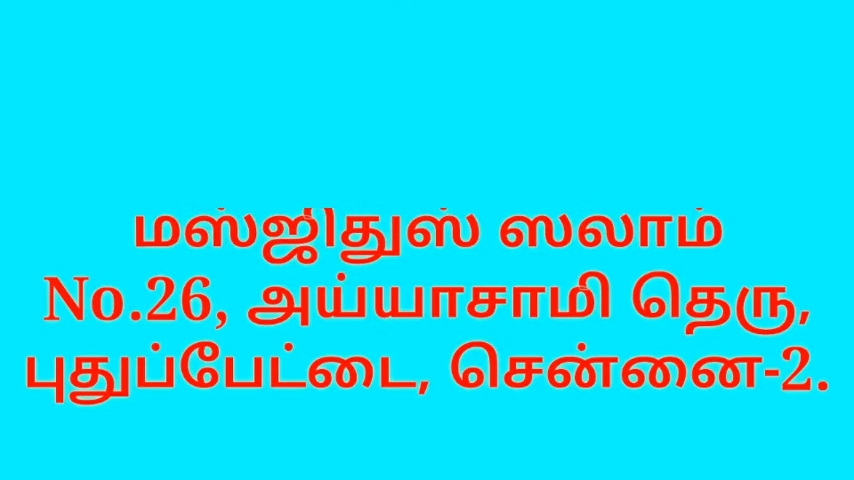 மஸ்ஜிதுஸ் ஸலாம்
No.26, அய்யாசாமி தெரு,
புதுப்பேட்டை, சென்னை-2.